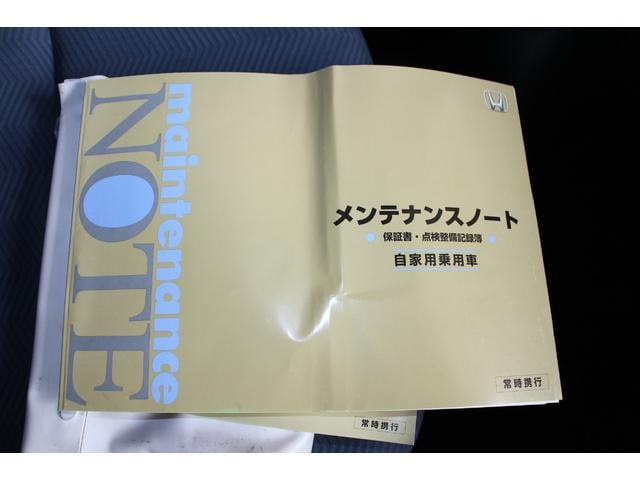 maintenance
NOTE
メンテナンスノート
保証書・点検整備記録簿
自家用乗用車
常時携行
常時携行